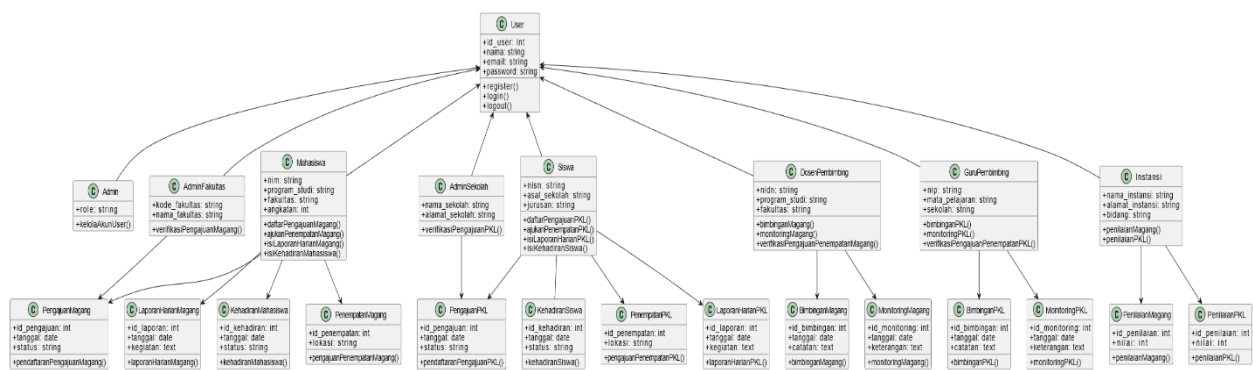 C User
+id_user: int
+nama: string
+email: string
+password: string
+register()
+login()
+logout()
C Admin
+role: string
+kelolaAkunUser()
C AdminFakultas
+kode_fakultas: string
+nama_fakultas: string
+verifikasiPengajuanMagang()
C Mahasiswa
+nim: string
+program_studi: string
+fakultas: string
+angkatan: int
+daftarPengajuanMagang()
+ajukanPenempatanMagang()
+isiLaporanHarianMagang()
+isiKehadiranMahasiswa()
C AdminSekolah
+nama_sekolah: string
+alamat_sekolah: string
+verifikasiPengajuanPKL()
C Siswa
+nisn: string
+asal_sekolah: string
+jurusan: string
+daftarPengajuanPKL()
+ajukanPenempatanPKL()
+isiLaporanHarianPKL()
+isiKehadiranSiswa()
C DosenPembimbing
+nidn: string
+program_studi: string
+fakultas: string
+bimbinganMagang()
+monitoringMagang()
+verifikasiPengajuanPenempatanMagang()
C GuruPembimbing
+nip: string
+mata_pelajaran: string
+sekolah: string
+bimbinganPKL()
+monitoringPKL()
+verifikasiPengajuanPenempatanPKL()
C Instansi
+nama_instansi: string
+alamat_instansi: string
+bidang: string
+penilaianMagang()
+penilaianPKL()
C PengajuanMagang
+id_pengajuan: int
+tanggal: date
+status: string
+pendaftaranPengajuanMagang()
C LaporanHarianMagang
+id_laporan: int
+tanggal: date
+kegiatan: text
+laporanHarianMagang()
C KehadiranMahasiswa
+id_kehadiran: int
+tanggal: date
+status: string
+kehadiranMahasiswa()
C PenempatanMagang
+id_penempatan: int
+lokasi: string
+pengajuanPenempatanMagang()
C PengajuanPKL
+id_pengajuan: int
+tanggal: date
+status: string
+pendaftaranPengajuanPKL()
C KehadiranSiswa
+id_kehadiran: int
+tanggal: date
+status: string
+kehadiranSiswa()
C PenempatanPKL
+id_penempatan: int
+lokasi: string
+pengajuanPenempatanPKL()
C LaporanHarianPKL
+id_laporan: int
+tanggal: date
+kegiatan: text
+laporanHarianPKL()
C BimbinganMagang
+id_bimbingan: int
+tanggal: date
+catatan: text
+bimbinganMagang()
C MonitoringMagang
+id_monitoring: int
+tanggal: date
+keterangan: text
+monitoringMagang()
C BimbinganPKL
+id_bimbingan: int
+tanggal: date
+catatan: text
+bimbinganPKL()
C MonitoringPKL
+id_monitoring: int
+tanggal: date
+keterangan: text
+monitoringPKL()
C PenilaianMagang
+id_penilaian: int
+nilai: int
+penilaianMagang()
C PenilaianPKL
+id_penilaian: int
+nilai: int
+penilaianPKL()